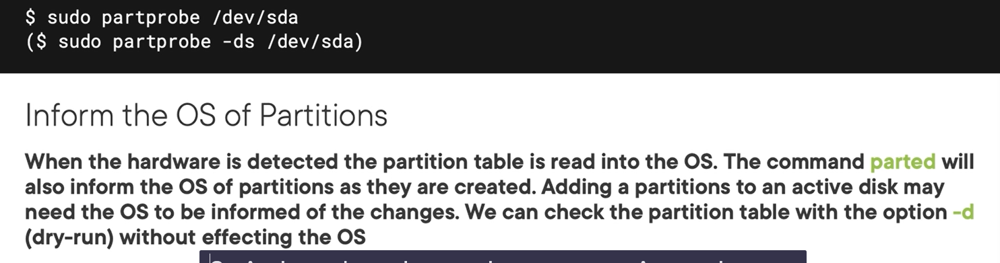 $ sudo partprobe /dev/sda
($ sudo partprobe -ds /dev/sda)
Inform the OS of Partitions
When the hardware is detected the partition table is read into the OS. The command parted will
also inform the OS of partitions as they are created. Adding a partitions to an active disk may
need the OS to be informed of the changes. We can check the partition table with the option -d
(dry-run) without effecting the OS